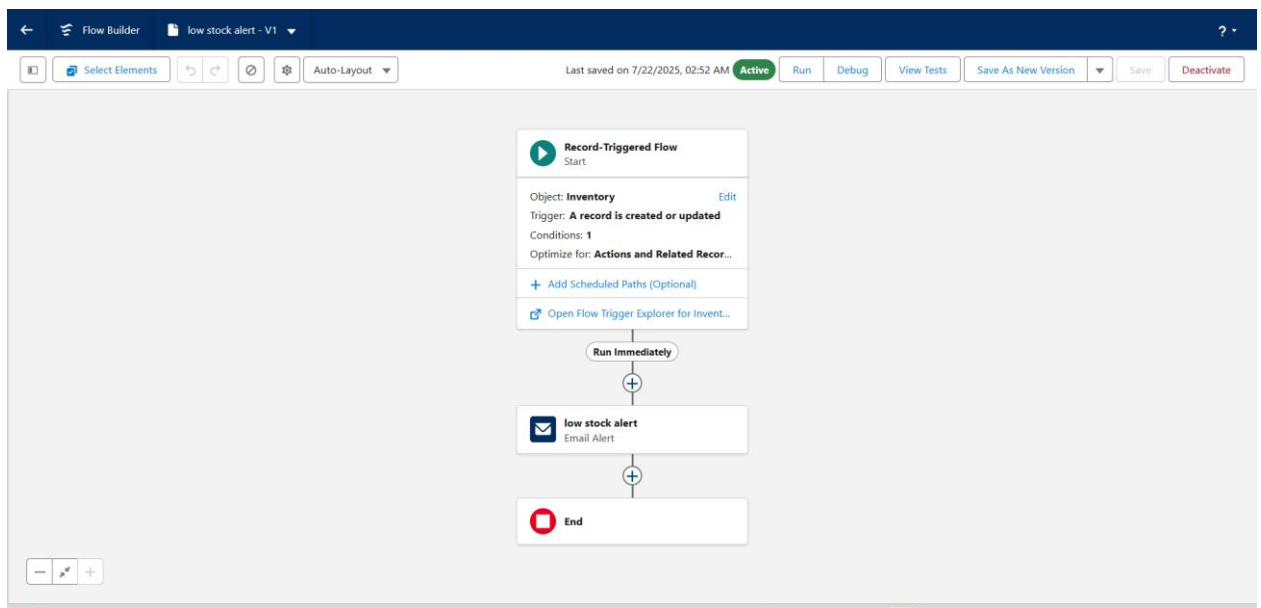 Flow Builder
low stock alert - V1
?
Select Elements
Auto-Layout
Last saved on 7/22/2025, 02:52 AM
Active
Run
Debug
View Tests
Save As New Version
Save
Deactivate
Record-Triggered Flow
Start
Object: Inventory
Edit
Trigger: A record is created or updated
Conditions: 1
Optimize for: Actions and Related Recor...
+ Add Scheduled Paths (Optional)
Open Flow Trigger Explorer for Invent...
Run Immediately
low stock alert
Email Alert
End